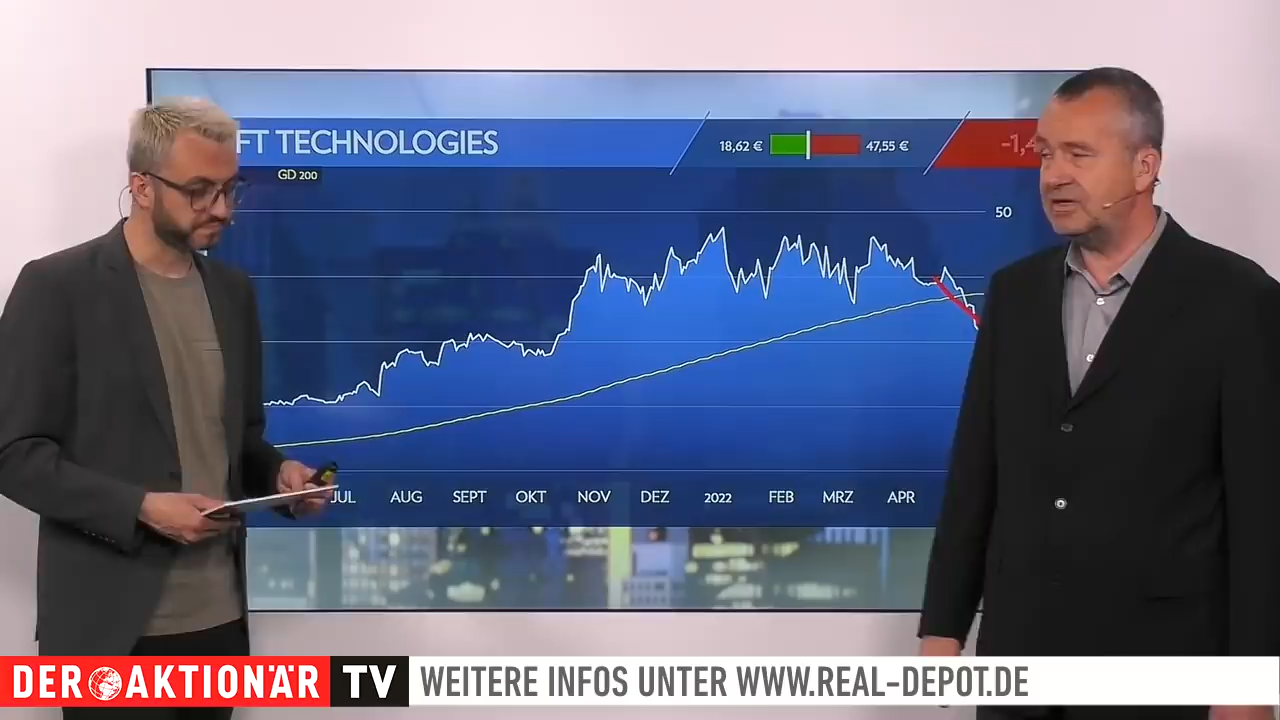 FT TECHNOLOGIES
18,62 €
47,55 €
-1,4
GD 200
50
JUL AUG SEPT OKT NOV DEZ 2022 FEB MRZ APR
DER AKTIONÄR TV
WEITERE INFOS UNTER WWW.REAL-DEPOT.DE